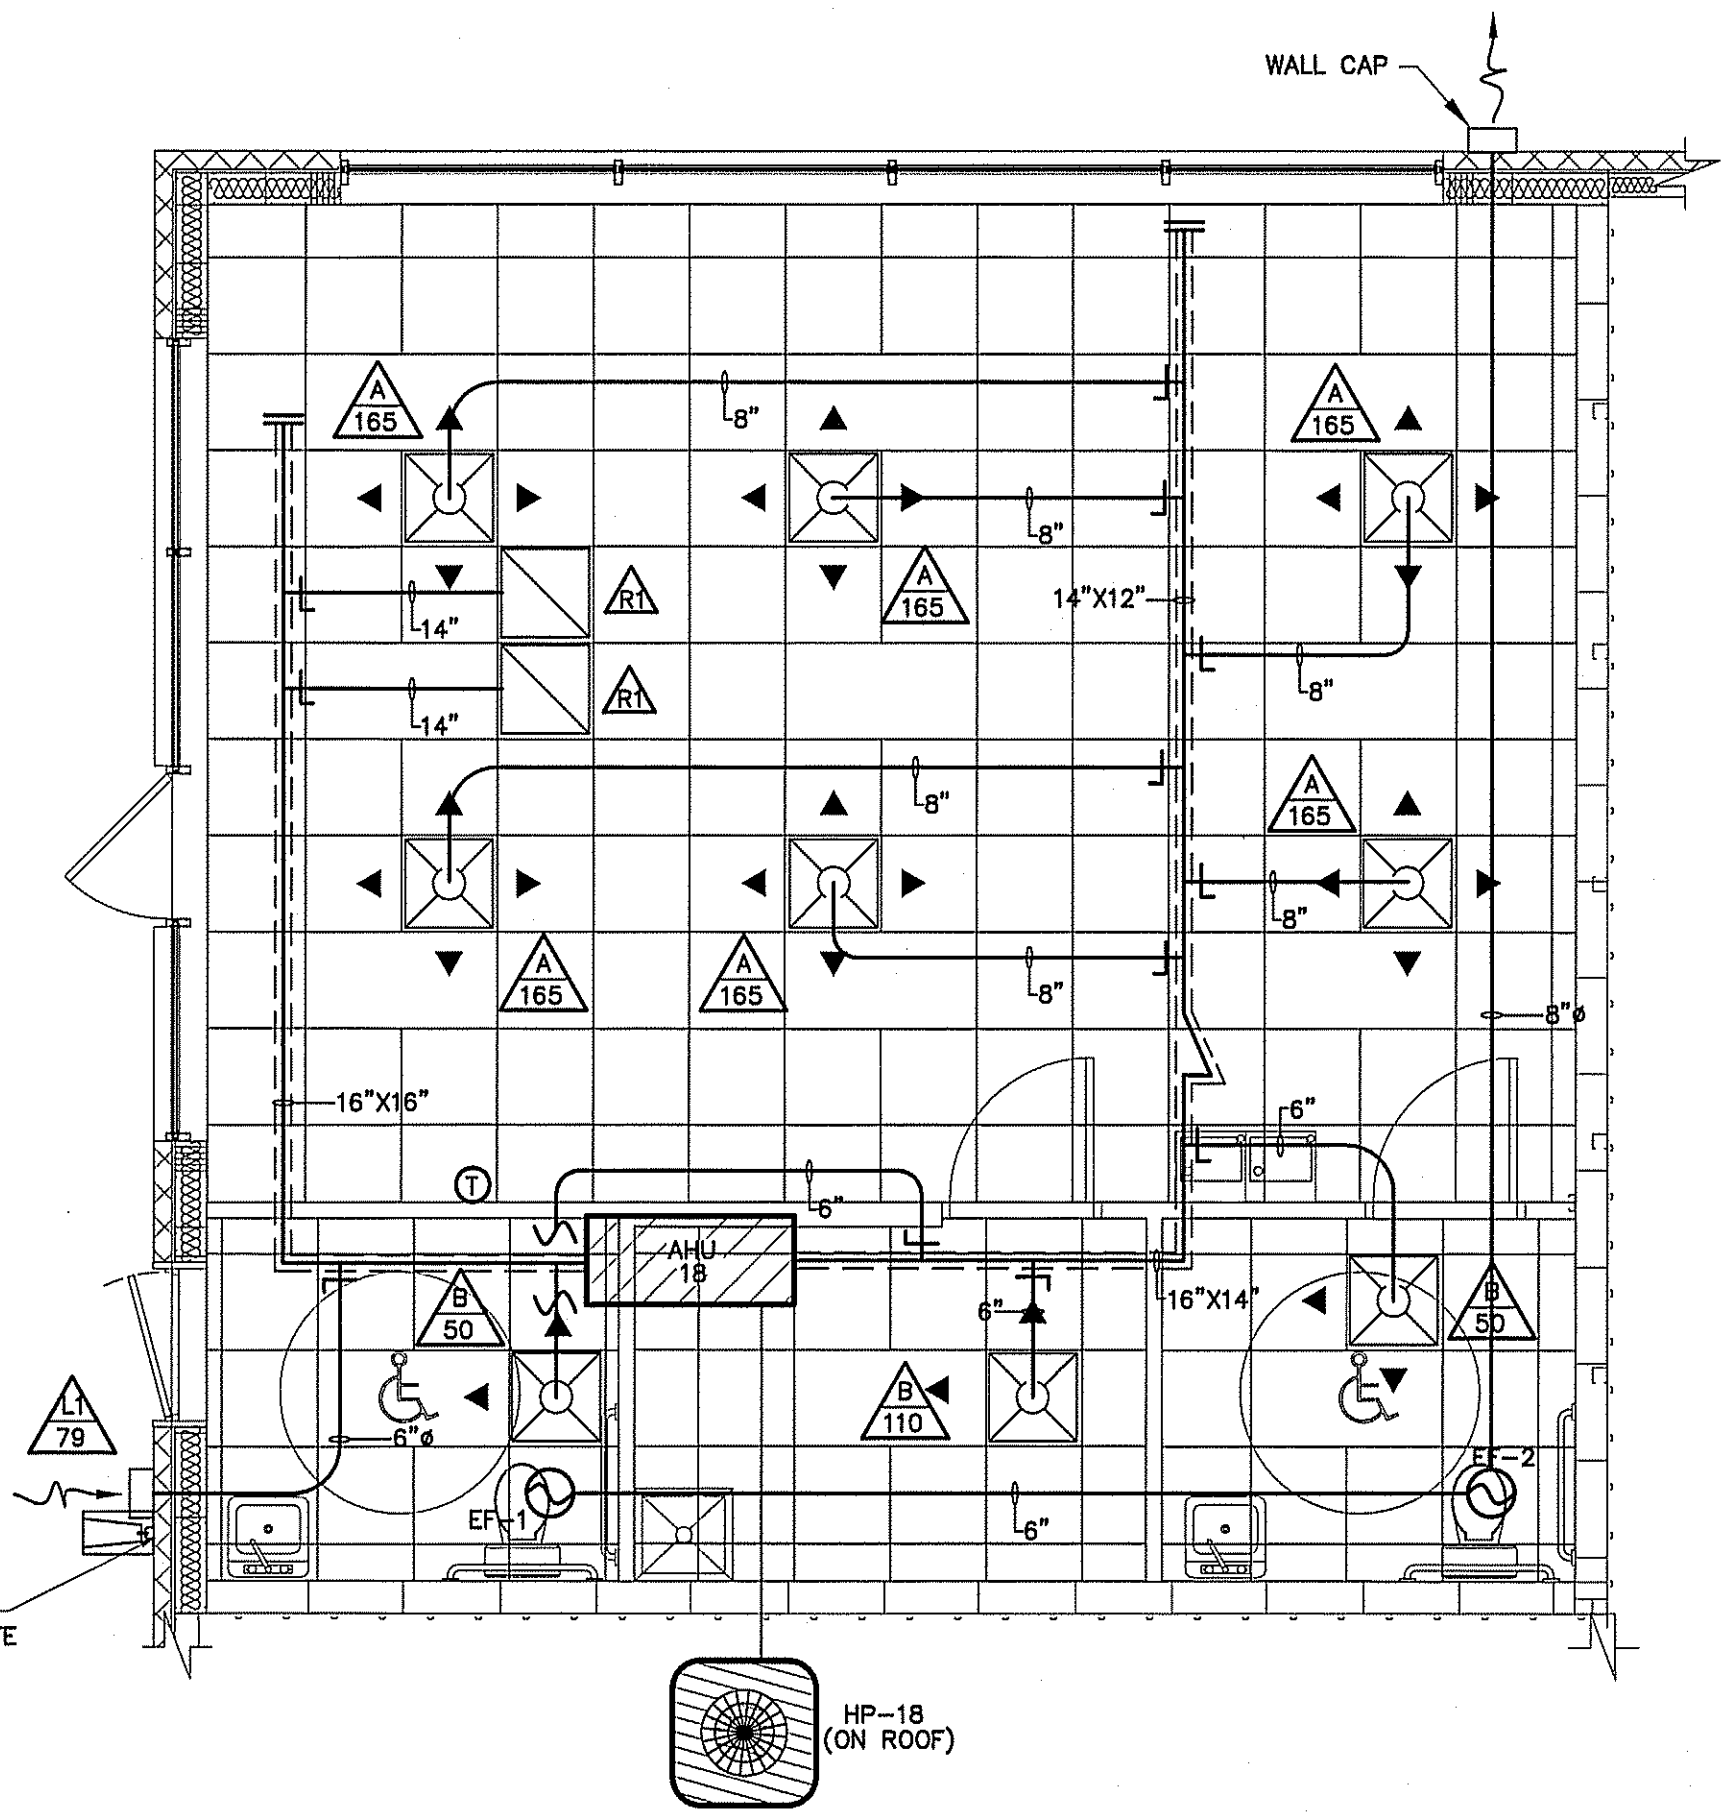 WALL CAP
A
165
A
165
8"
8"
A
165
14"X12"
R1
14"
8"
R1
14"
8"
A
165
8"
A
165
A
165
8"
8"ø
16"X16"
6"
T
6"
AHU
18
B
50
6"
16"X14"
B
50
L1
79
B
110
6"ø
EF-2
EF-1
6"
TE
HP-18
(ON ROOF)